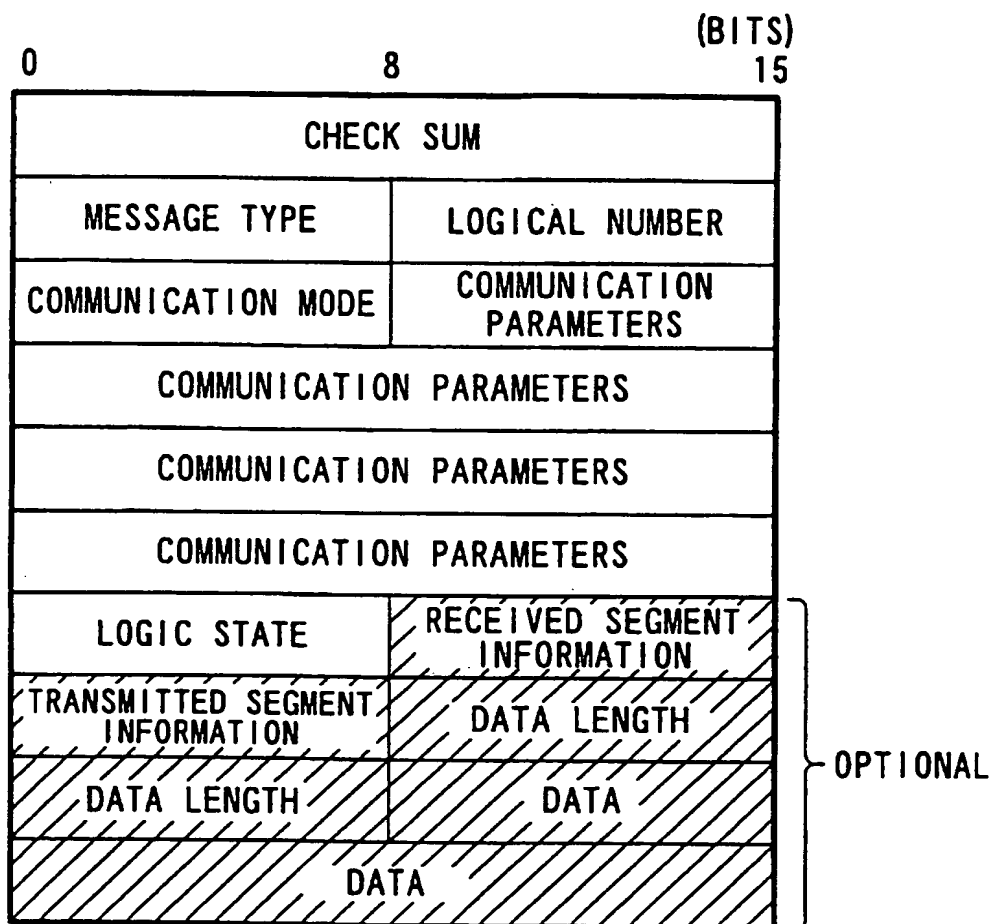 (BITS)
0 8 15
CHECK SUM
MESSAGE TYPE LOGICAL NUMBER
COMMUNICATION MODE COMMUNICATION
PARAMETERS
COMMUNICATION PARAMETERS
COMMUNICATION PARAMETERS
COMMUNICATION PARAMETERS
LOGIC STATE RECEIVED SEGMENT
INFORMATION
TRANSMITTED SEGMENT
INFORMATION DATA LENGTH
OPTIONAL
DATA LENGTH DATA
DATA